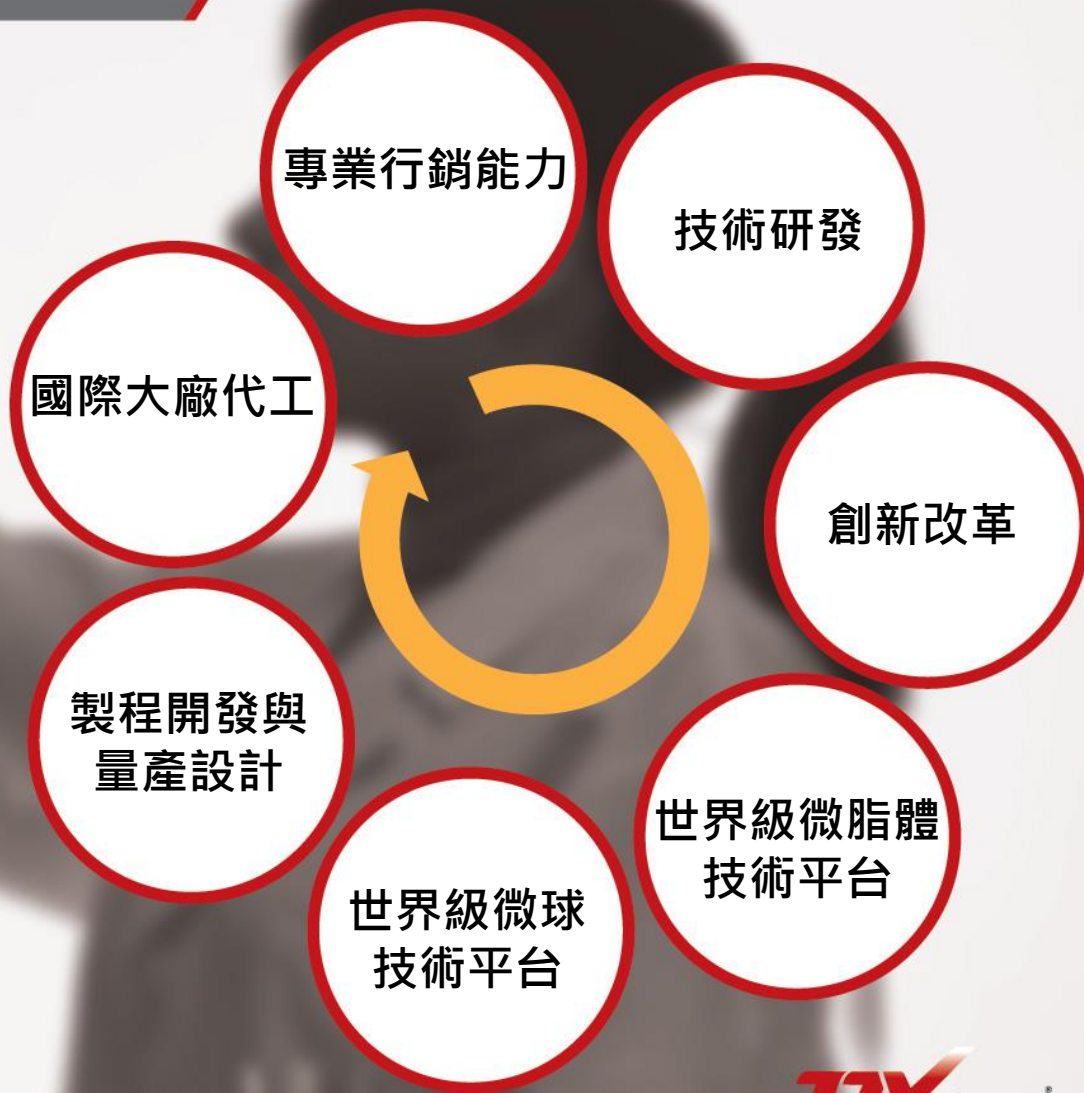 專業行銷能力
技術研發
創新改革
世界級微脂體
技術平台
世界級微球
技術平台
製程開發與
量產設計
國際大廠代工